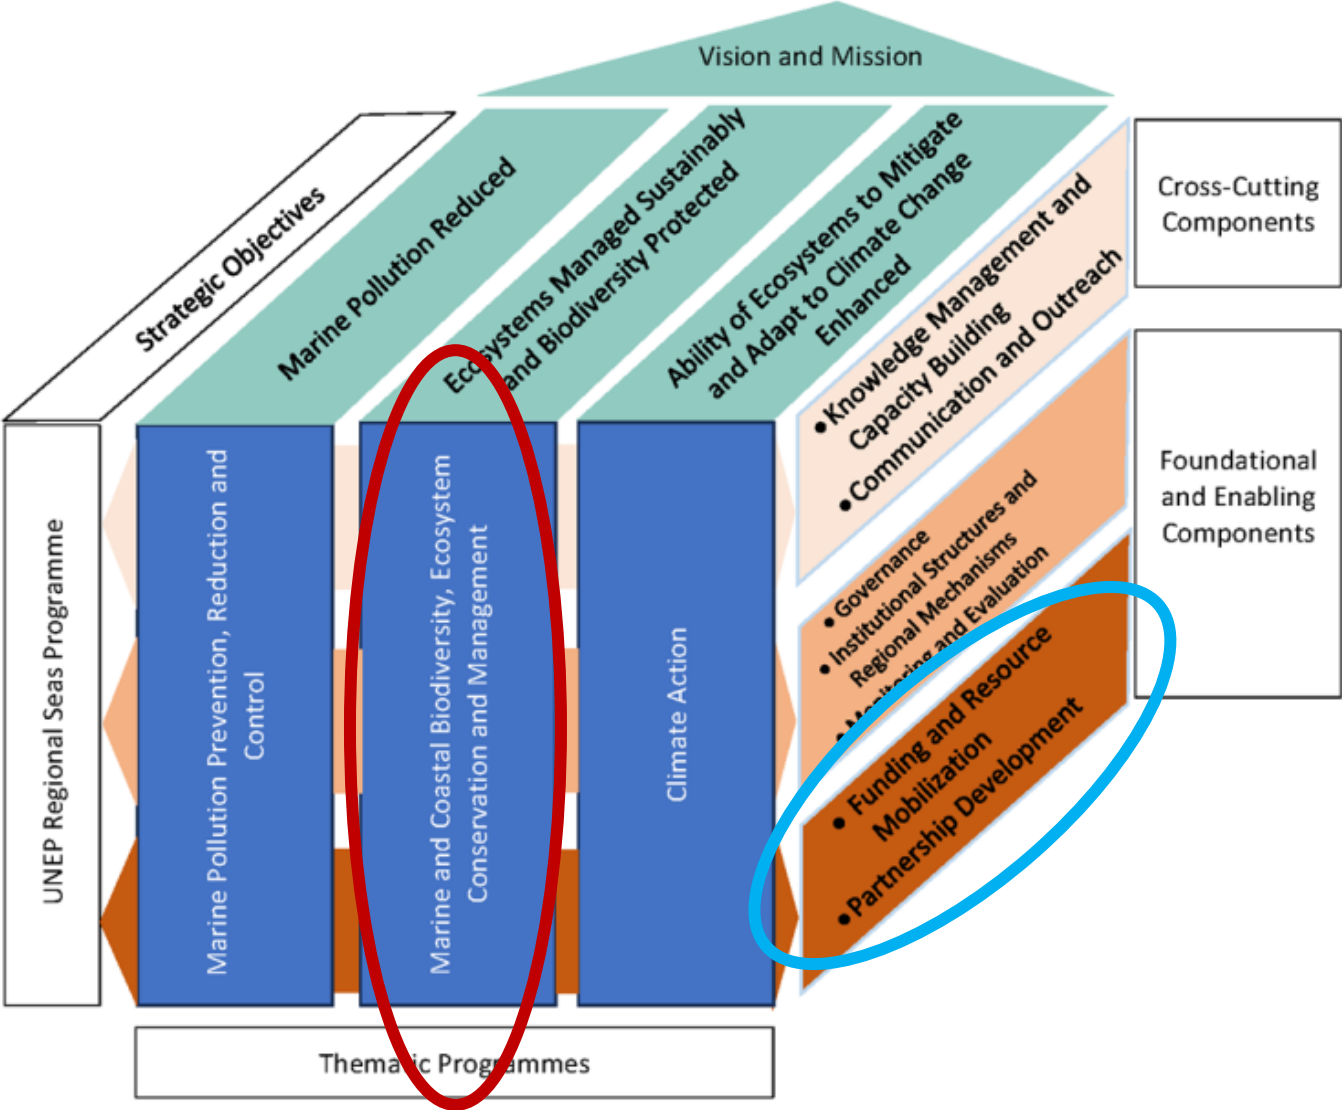 Vision and Mission
Strategic Objectives
Marine Pollution Reduced
Ecosystems Managed Sustainably
and Biodiversity Protected
Ability of Ecosystems to Mitigate
and Adapt to Climate Change
Enhanced
• Knowledge Management and
Capacity Building
• Communication and Outreach
Cross-Cutting
Components
• Governance
• Institutional Structures and
Regional Mechanisms
• Monitoring and Evaluation
Foundational
and Enabling
Components
• Funding and Resource
Mobilization
• Partnership Development
UNEP Regional Seas Programme
Marine Pollution Prevention, Reduction and
Control
Marine and Coastal Biodiversity, Ecosystem
Conservation and Management
Climate Action
Thematic Programmes